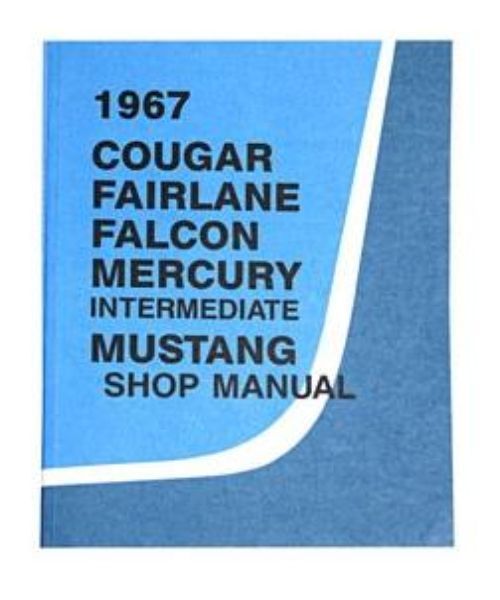 1967
COUGAR
FAIRLANE
FALCON
MERCURY
INTERMEDIATE
MUSTANG
SHOP MANUAL